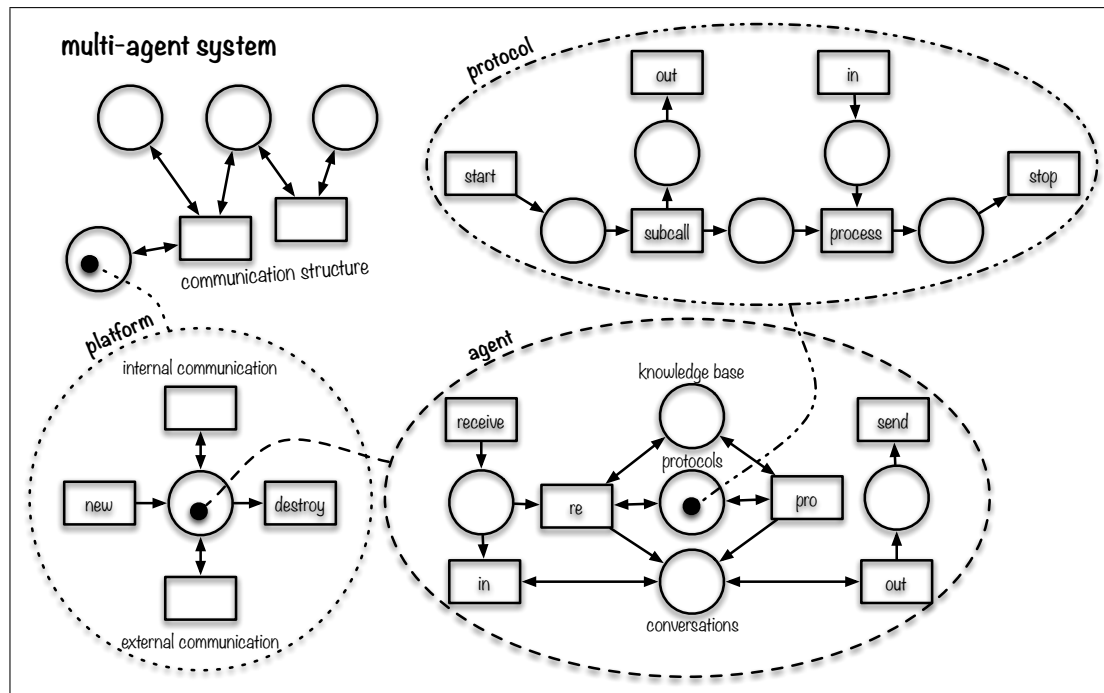 multi-agent system
communication structure
protocol
out
in
start
stop
subcall
process
platform
internal communication
new
destroy
external communication
agent
knowledge base
receive
send
protocols
re
pro
in
out
conversations